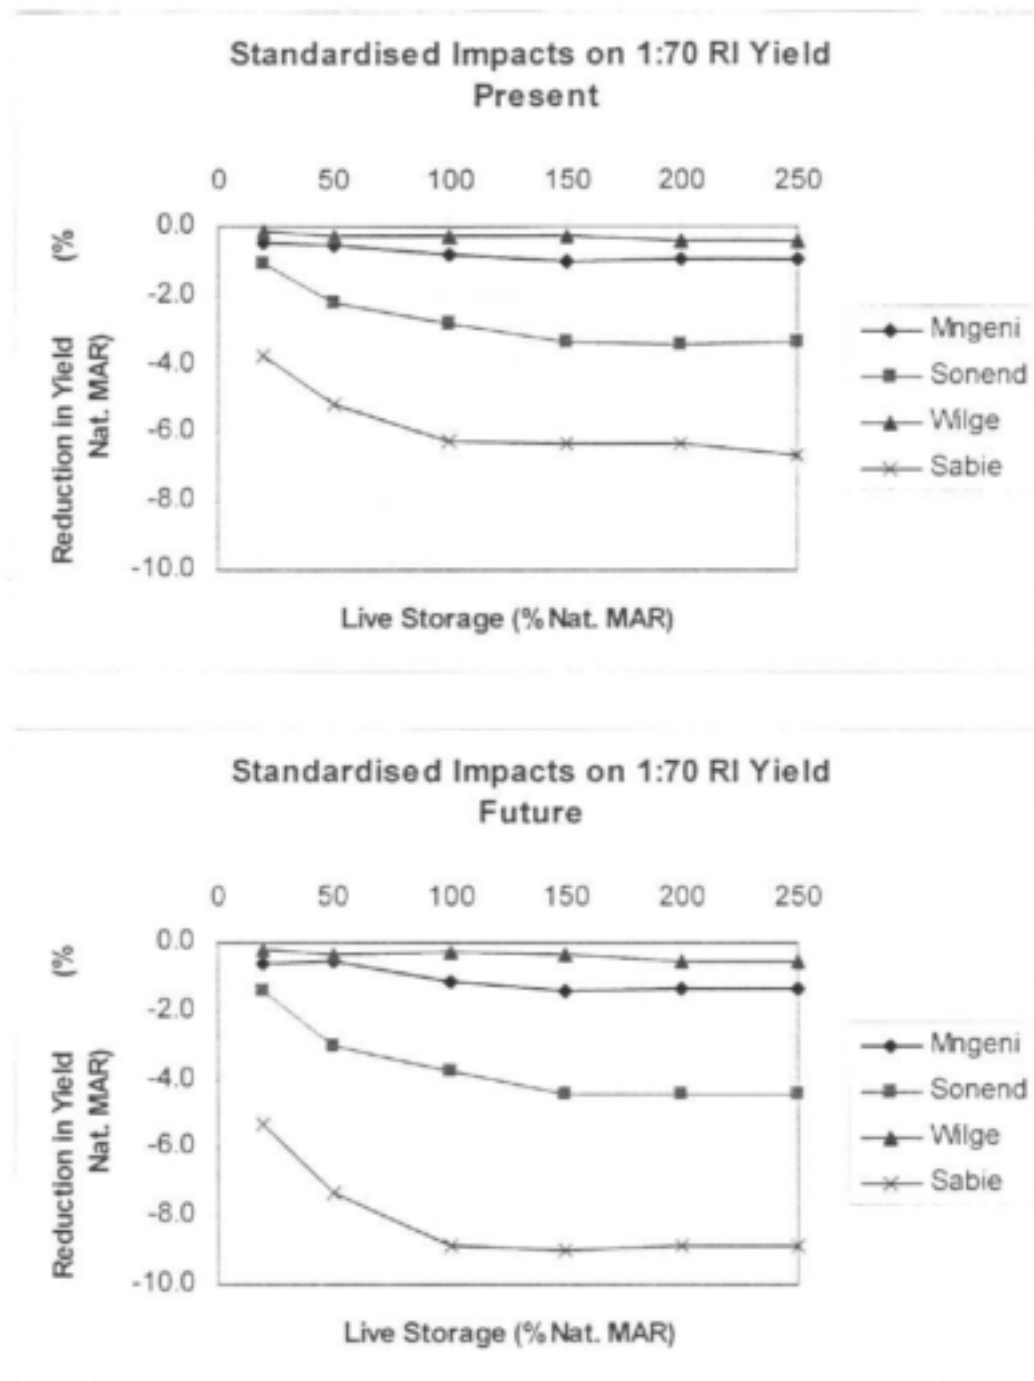 Standardised Impacts on 1:70 RI Yield
Present
0 50 100 150 200 250
0.0
-2.0
-4.0
-6.0
-8.0
-10.0
Reduction in Yield (%
Nat. MAR)
Live Storage (% Nat. MAR)
Mngeni
Sonend
Wilge
Sabie
Standardised Impacts on 1:70 RI Yield
Future
0 50 100 150 200 250
0.0
-2.0
-4.0
-6.0
-8.0
-10.0
Reduction in Yield (%
Nat. MAR)
Live Storage (% Nat. MAR)
Mngeni
Sonend
Wilge
Sabie